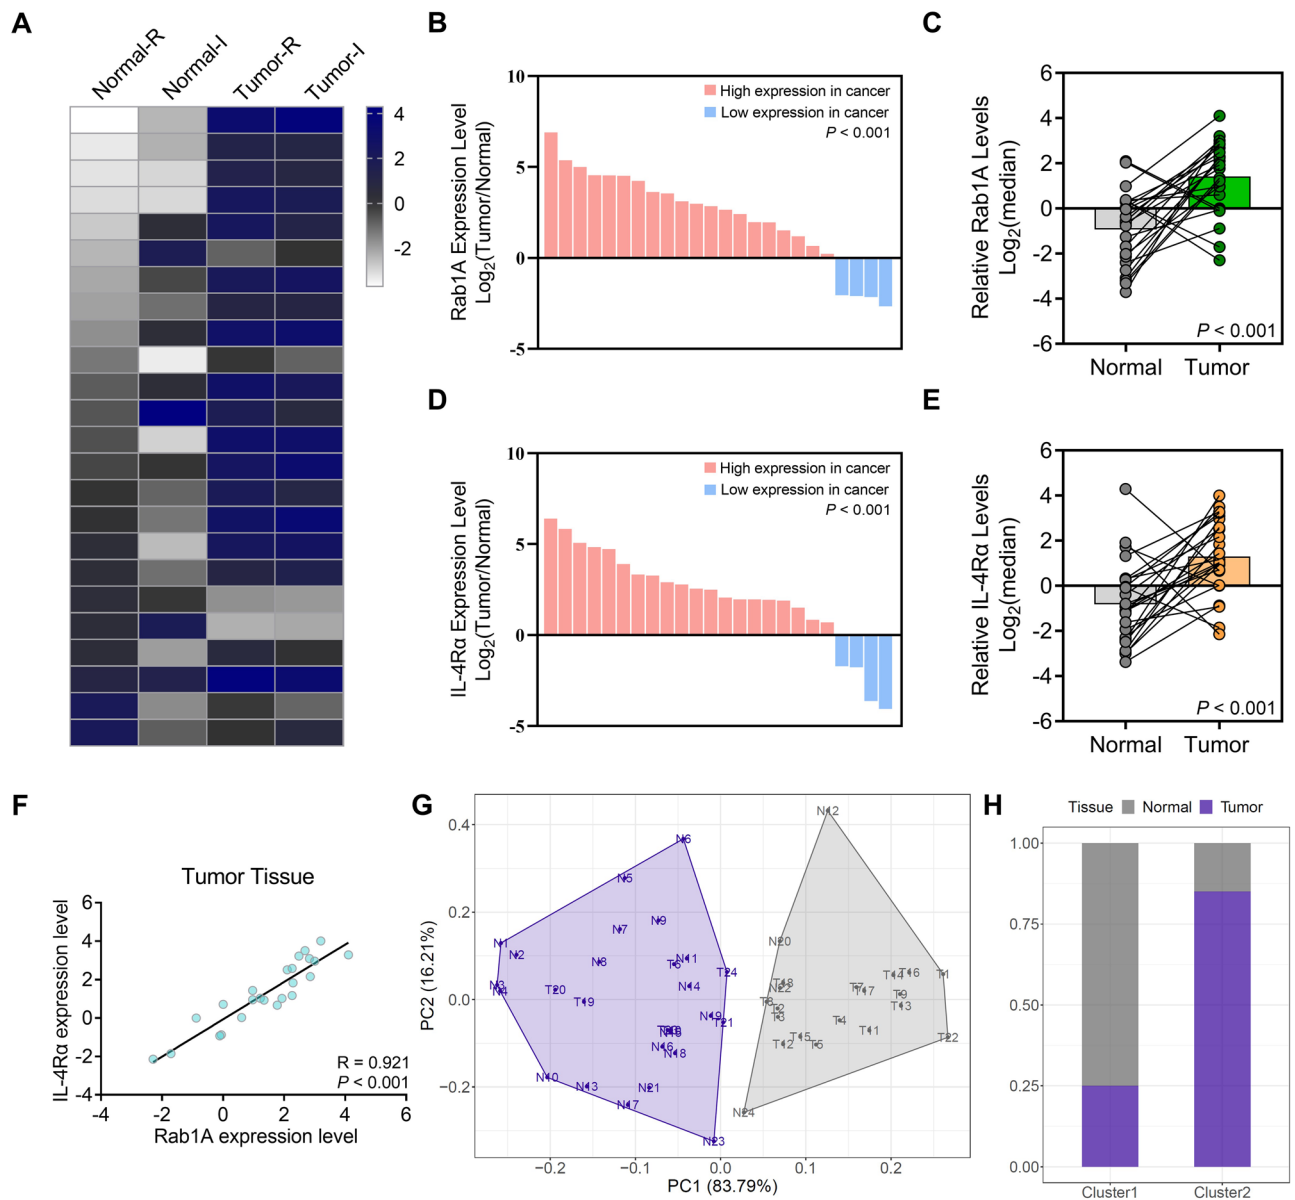 A
Normal-R
Normal-I
Tumor-R
Tumor-I
4
2
0
-2
B
Rab1A Expression Level
Log2(Tumor/Normal)
10
5
0
-5
High expression in cancer
Low expression in cancer
P < 0.001
C
Relative Rab1A Levels
Log2(median)
6
4
2
0
-2
-4
-6
P < 0.001
Normal Tumor
D
IL-4Rα Expression Level
Log2(Tumor/Normal)
10
5
0
-5
High expression in cancer
Low expression in cancer
P < 0.001
E
Relative IL-4Rα Levels
Log2(median)
6
4
2
0
-2
-4
-6
P < 0.001
Normal Tumor
F
Tumor Tissue
IL-4Rα expression level
6
4
2
0
-2
-4
R = 0.921
P < 0.001
-4 -2 0 2 4 6
Rab1A expression level
G
PC2 (16.21%)
0.4
0.2
0.0
−0.2
N12
N6
N5
N9
N7
N1
N2
N8
N11
T6
T24
N3
N4
T20
T19
N14
N19
T21
N16
N18
N10
N13
N21
N17
N23
N20
T18
N22
T8
T2
T3
T7
T17
T14
T16
T1
T9
T13
T4
T11
T15
T12
T5
T22
N24
−0.2 −0.1 0.0 0.1 0.2
PC1 (83.79%)
H
Tissue Normal Tumor
1.00
0.75
0.50
0.25
0.00
Cluster1 Cluster2